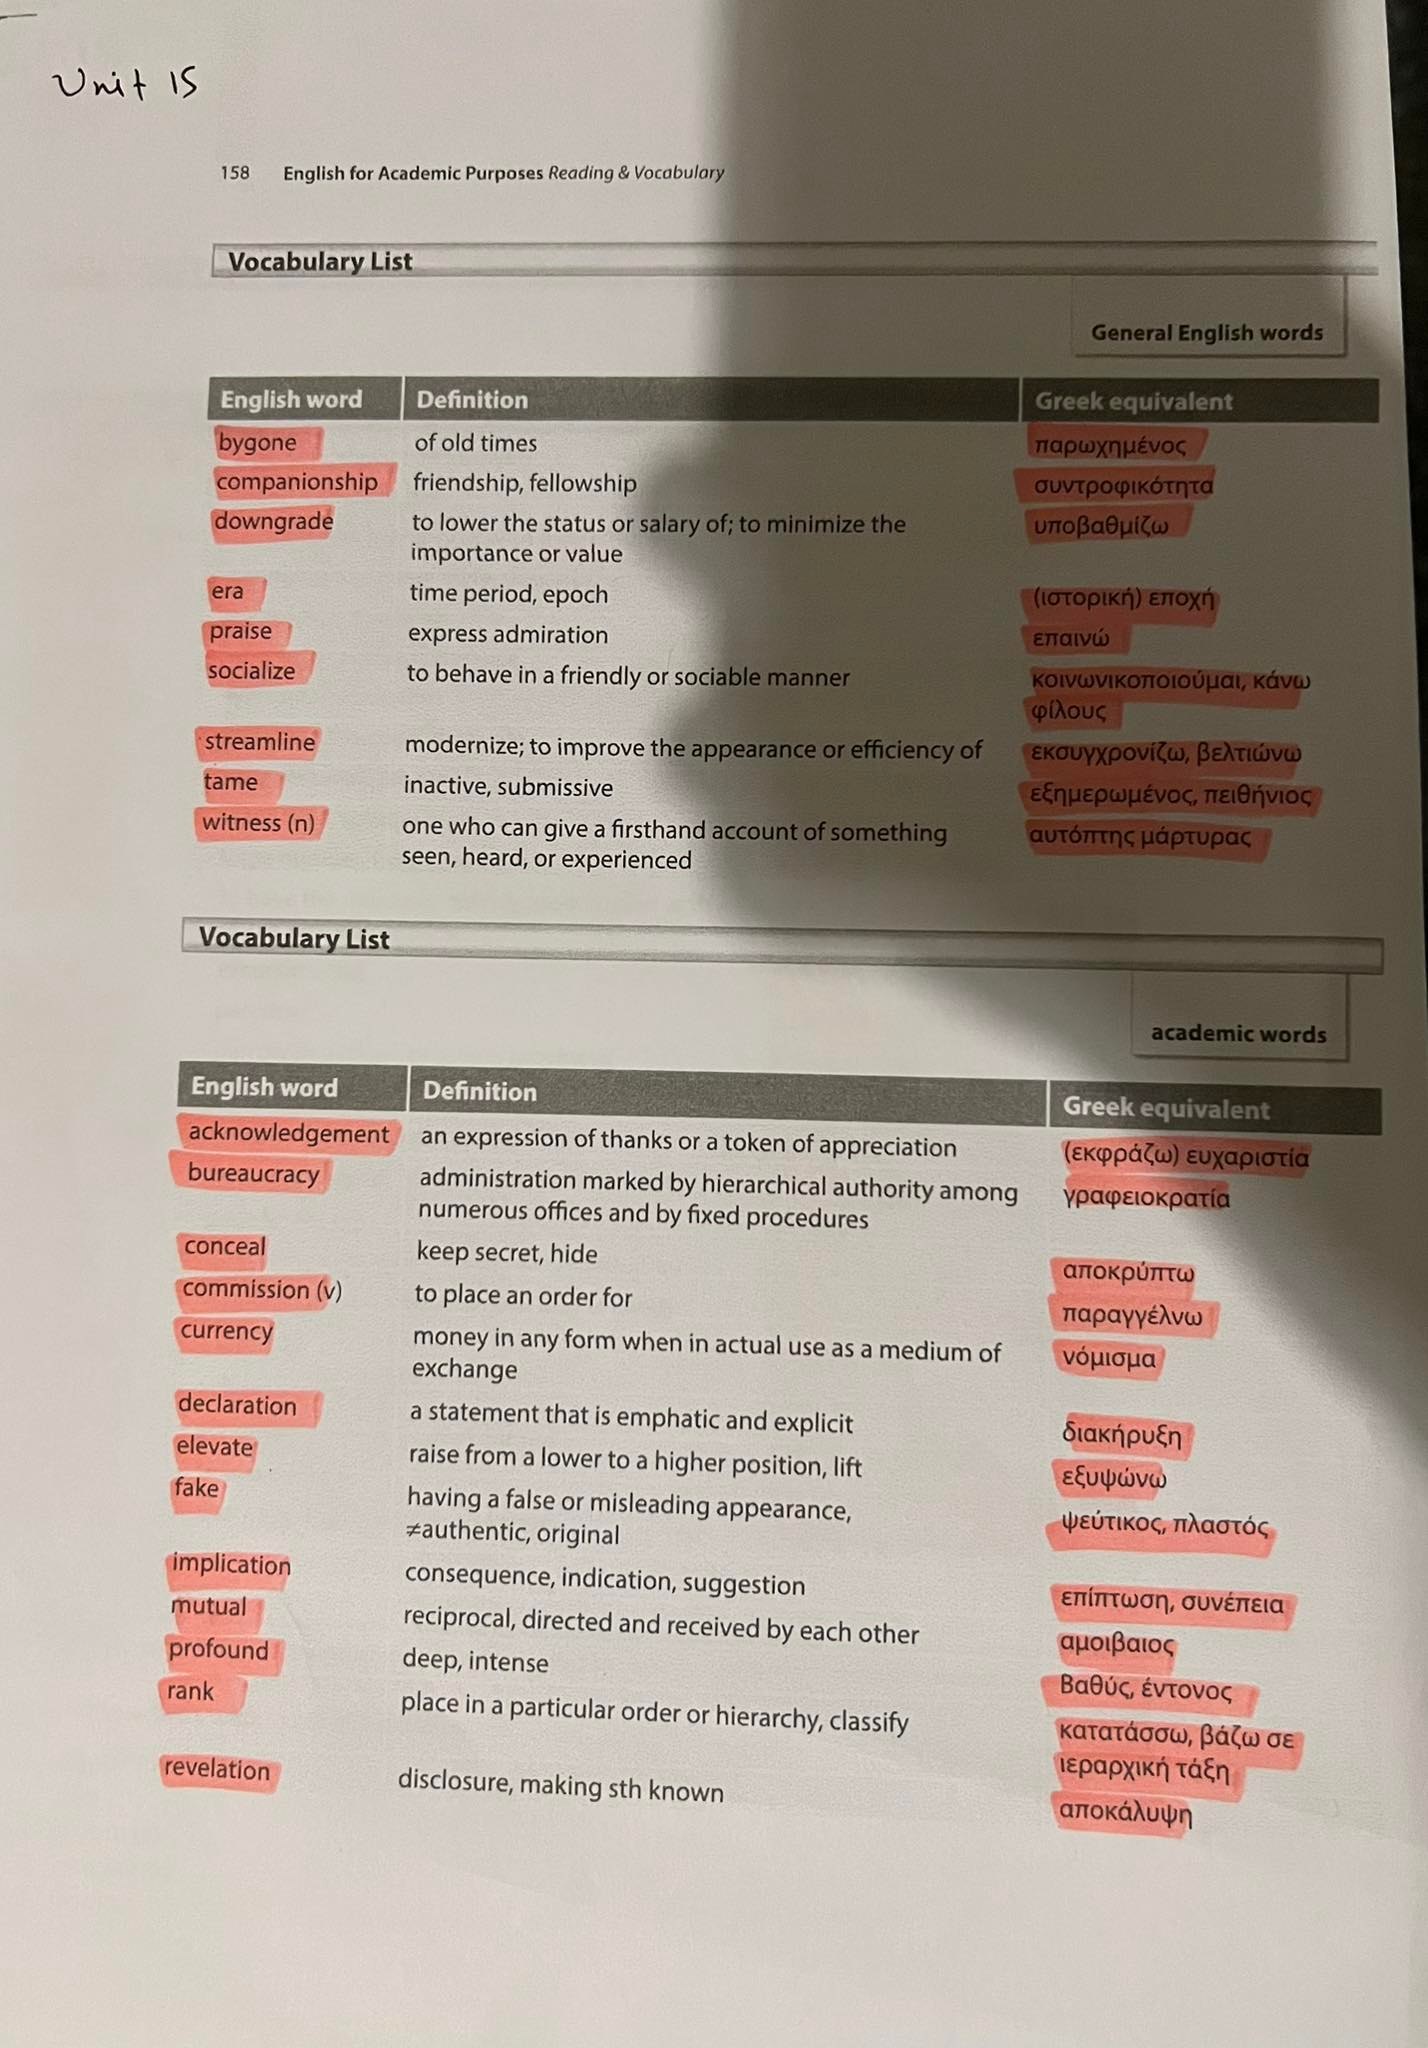 Unit 15
158 English for Academic Purposes Reading & Vocabulary
Vocabulary List
General English words
English word Definition Greek equivalent
bygone of old times παρωχημένος
companionship friendship, fellowship συντροφικότητα
downgrade to lower the status or salary of; to minimize the υποβαθμίζω
importance or value
era time period, epoch (ιστορική) εποχή
praise express admiration επαινώ
socialize to behave in a friendly or sociable manner κοινωνικοποιούμαι, κάνω
φίλους
streamline modernize; to improve the appearance or efficiency of εκσυγχρονίζω, βελτιώνω
tame inactive, submissive εξημερωμένος, πειθήνιος
witness (n) one who can give a firsthand account of something αυτόπτης μάρτυρας
seen, heard, or experienced
Vocabulary List
academic words
English word Definition Greek equivalent
acknowledgement an expression of thanks or a token of appreciation (εκφράζω) ευχαριστία
bureaucracy administration marked by hierarchical authority among γραφειοκρατία
numerous offices and by fixed procedures
conceal keep secret, hide αποκρύπτω
commission (v) to place an order for παραγγέλνω
currency money in any form when in actual use as a medium of νόμισμα
exchange
declaration a statement that is emphatic and explicit διακήρυξη
elevate raise from a lower to a higher position, lift εξυψώνω
fake having a false or misleading appearance, ψεύτικος, πλαστός
≠authentic, original
implication consequence, indication, suggestion επίπτωση, συνέπεια
mutual reciprocal, directed and received by each other αμοιβαιος
profound deep, intense Βαθύς, έντονος
rank place in a particular order or hierarchy, classify κατατάσσω, βάζω σε
ιεραρχική τάξη
revelation disclosure, making sth known αποκάλυψη